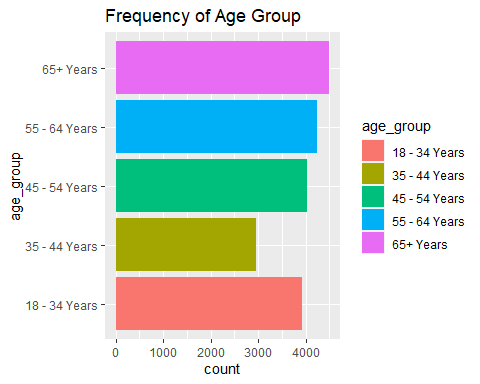 Frequency of Age Group
age_group
65+ Years
55 - 64 Years
45 - 54 Years
35 - 44 Years
18 - 34 Years
0 1000 2000 3000 4000
count
age_group
18 - 34 Years
35 - 44 Years
45 - 54 Years
55 - 64 Years
65+ Years